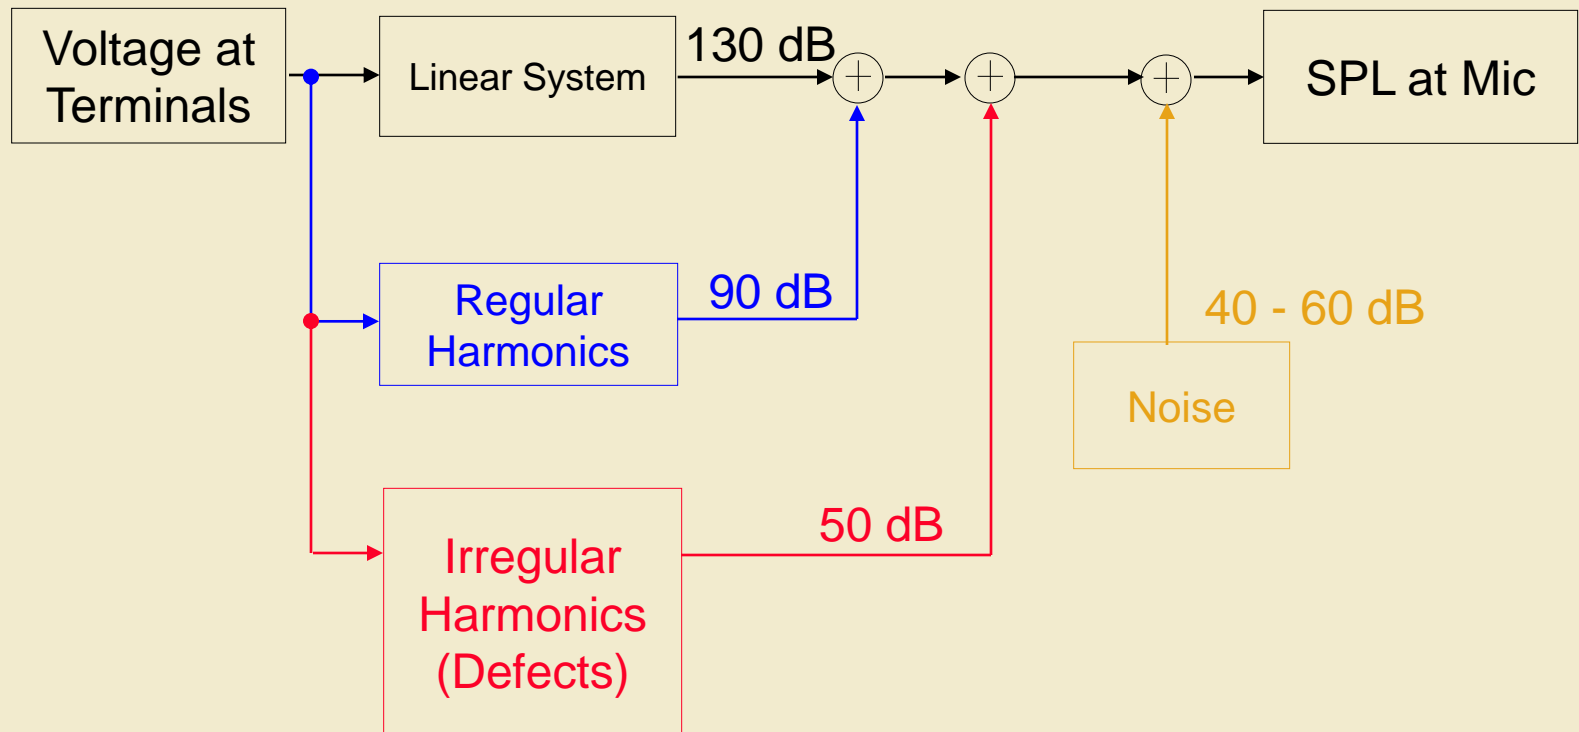 Voltage at
Terminals
Linear System
130 dB
SPL at Mic
Regular
Harmonics
90 dB
40 - 60 dB
Noise
Irregular
Harmonics
(Defects)
50 dB